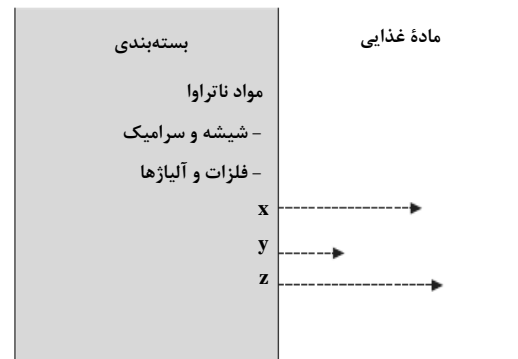 مادهٔ غذایی
بسته‌بندی
مواد ناتراوا
- شیشه و سرامیک
- فلزات و آلیاژها
x
y
z